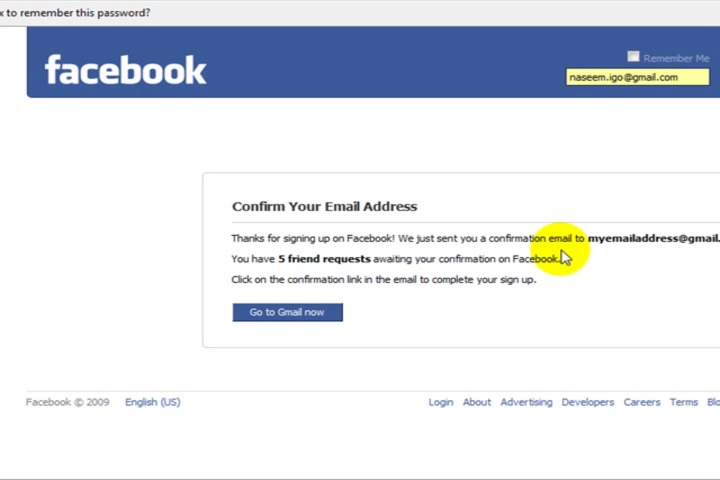 x to remember this password?
facebook
Remember Me
naseem.igo@gmail.com
Confirm Your Email Address
Thanks for signing up on Facebook! We just sent you a confirmation email to myemailaddress@gmail.
You have 5 friend requests awaiting your confirmation on Facebook.
Click on the confirmation link in the email to complete your sign up.
Go to Gmail now
Facebook © 2009 English (US) Login About Advertising Developers Careers Terms Blo